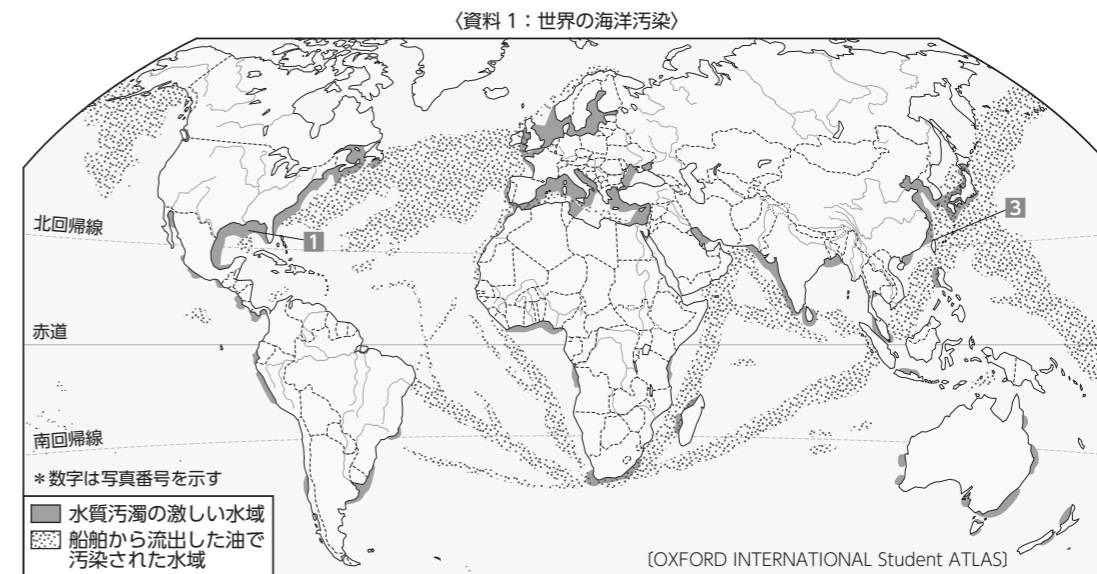 〈資料1：世界の海洋汚染〉
北回帰線
1
3
赤道
南回帰線
＊数字は写真番号を示す
水質汚濁の激しい水域
船舶から流出した油で
汚染された水域
〔OXFORD INTERNATIONAL Student ATLAS〕